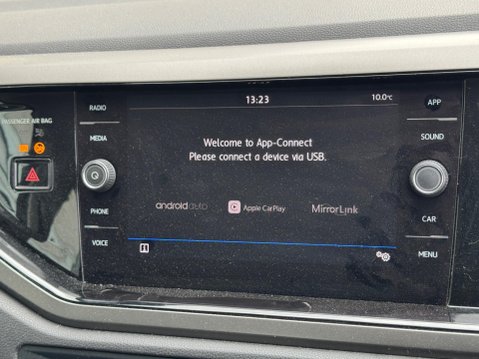 PASSENGER AIR BAG
RADIO
MEDIA
PHONE
VOICE
13:23
10.0°C
Welcome to App-Connect
Please connect a device via USB.
androidauto
Apple CarPlay
MirrorLink
APP
SOUND
CAR
MENU